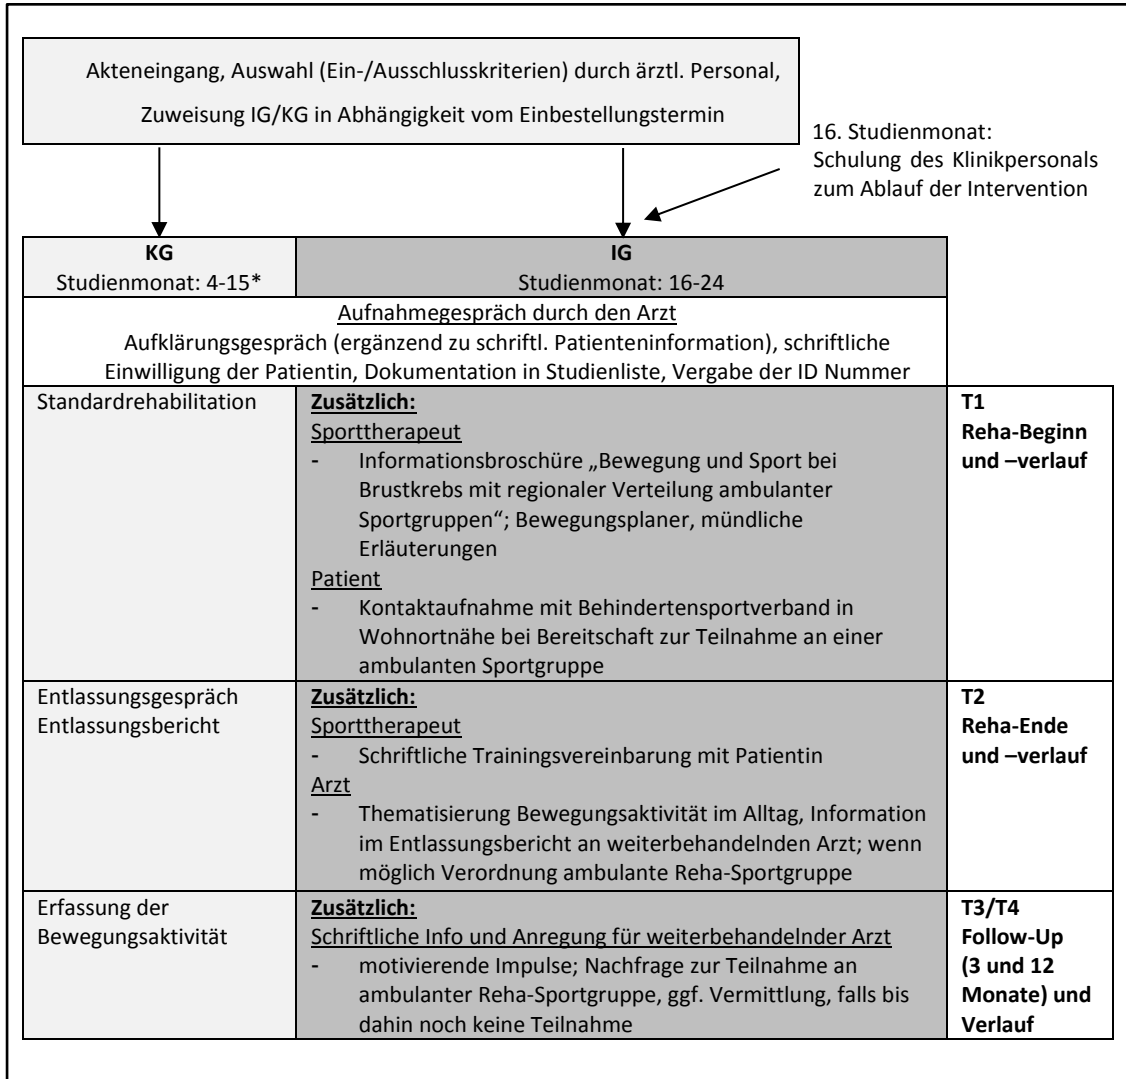 Akteneingang, Auswahl (Ein-/Ausschlusskriterien) durch ärztl. Personal,
Zuweisung IG/KG in Abhängigkeit vom Einbestellungstermin
16. Studienmonat:
Schulung des Klinikpersonals
zum Ablauf der Intervention
KG
Studienmonat: 4-15*
IG
Studienmonat: 16-24
Aufnahmegespräch durch den Arzt
Aufklärungsgespräch (ergänzend zu schriftl. Patienteninformation), schriftliche
Einwilligung der Patientin, Dokumentation in Studienliste, Vergabe der ID Nummer
Standardrehabilitation
Zusätzlich:
Sporttherapeut
- Informationsbroschüre „Bewegung und Sport bei
Brustkrebs mit regionaler Verteilung ambulanter
Sportgruppen“; Bewegungsplaner, mündliche
Erläuterungen
Patient
- Kontaktaufnahme mit Behindertensportverband in
Wohnortnähe bei Bereitschaft zur Teilnahme an einer
ambulanten Sportgruppe
T1
Reha-Beginn
und –verlauf
Entlassungsgespräch
Entlassungsbericht
Zusätzlich:
Sporttherapeut
- Schriftliche Trainingsvereinbarung mit Patientin
Arzt
- Thematisierung Bewegungsaktivität im Alltag, Information
im Entlassungsbericht an weiterbehandelnden Arzt; wenn
möglich Verordnung ambulante Reha-Sportgruppe
T2
Reha-Ende
und –verlauf
Erfassung der
Bewegungsaktivität
Zusätzlich:
Schriftliche Info und Anregung für weiterbehandelnder Arzt
- motivierende Impulse; Nachfrage zur Teilnahme an
ambulanter Reha-Sportgruppe, ggf. Vermittlung, falls bis
dahin noch keine Teilnahme
T3/T4
Follow-Up
(3 und 12
Monate) und
Verlauf